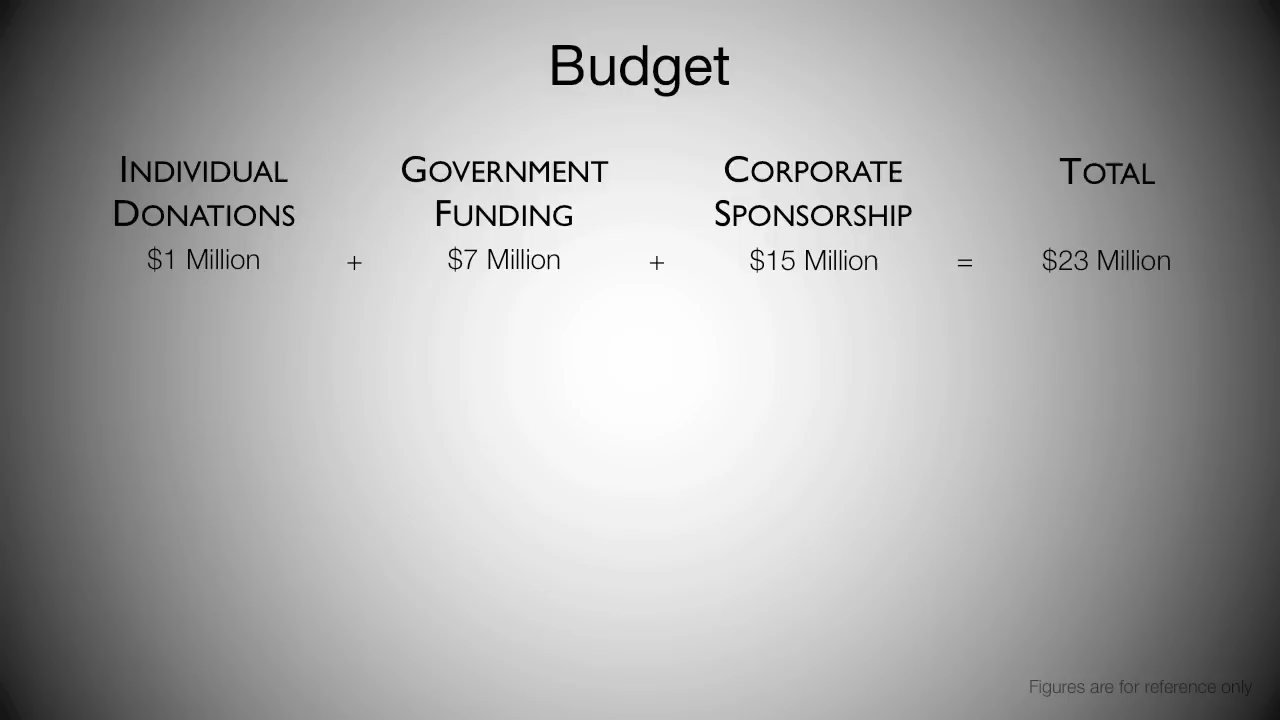 Budget
Individual Donations
Government Funding
Corporate Sponsorship
Total
$1 Million + $7 Million + $15 Million = $23 Million
Figures are for reference only